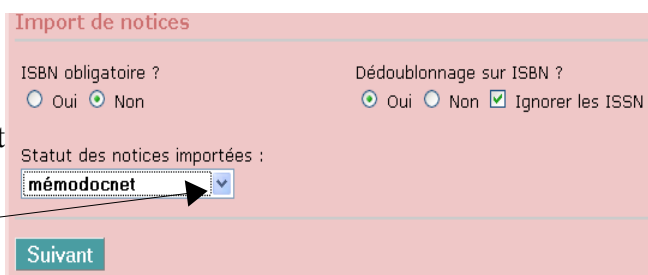 Import de notices
ISBN obligatoire ?
Dédoublonnage sur ISBN ?
Oui Non
Oui Non Ignorer les ISSN
t
Statut des notices importées :
mémodocnet
Suivant